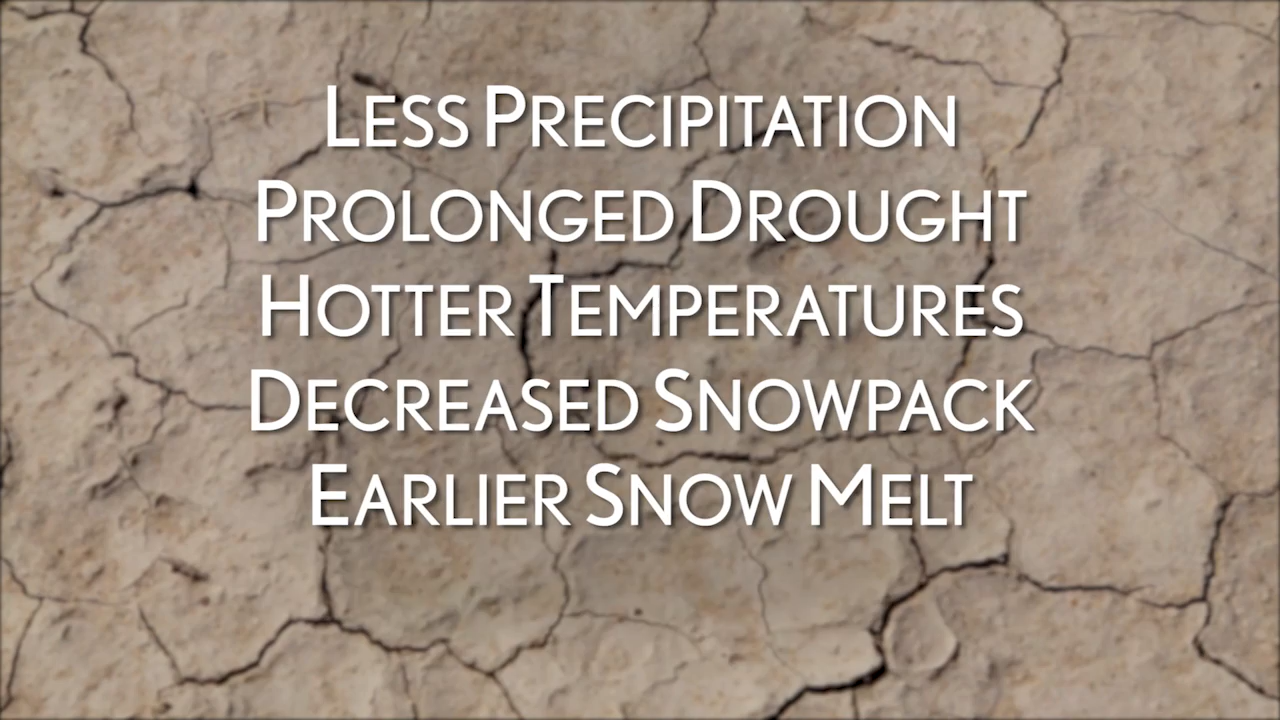 Less Precipitation
Prolonged Drought
Hotter Temperatures
Decreased Snowpack
Earlier Snow Melt